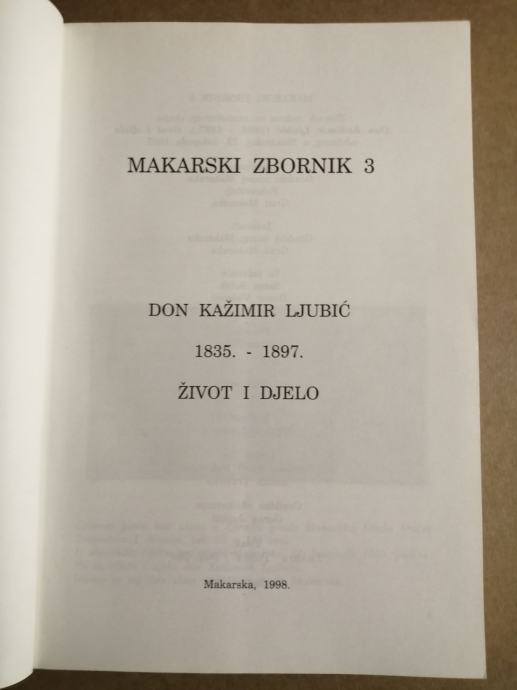 MAKARSKI ZBORNIK 3
DON KAŽIMIR LJUBIĆ
1835. - 1897.
ŽIVOT I DJELO
Makarska, 1998.